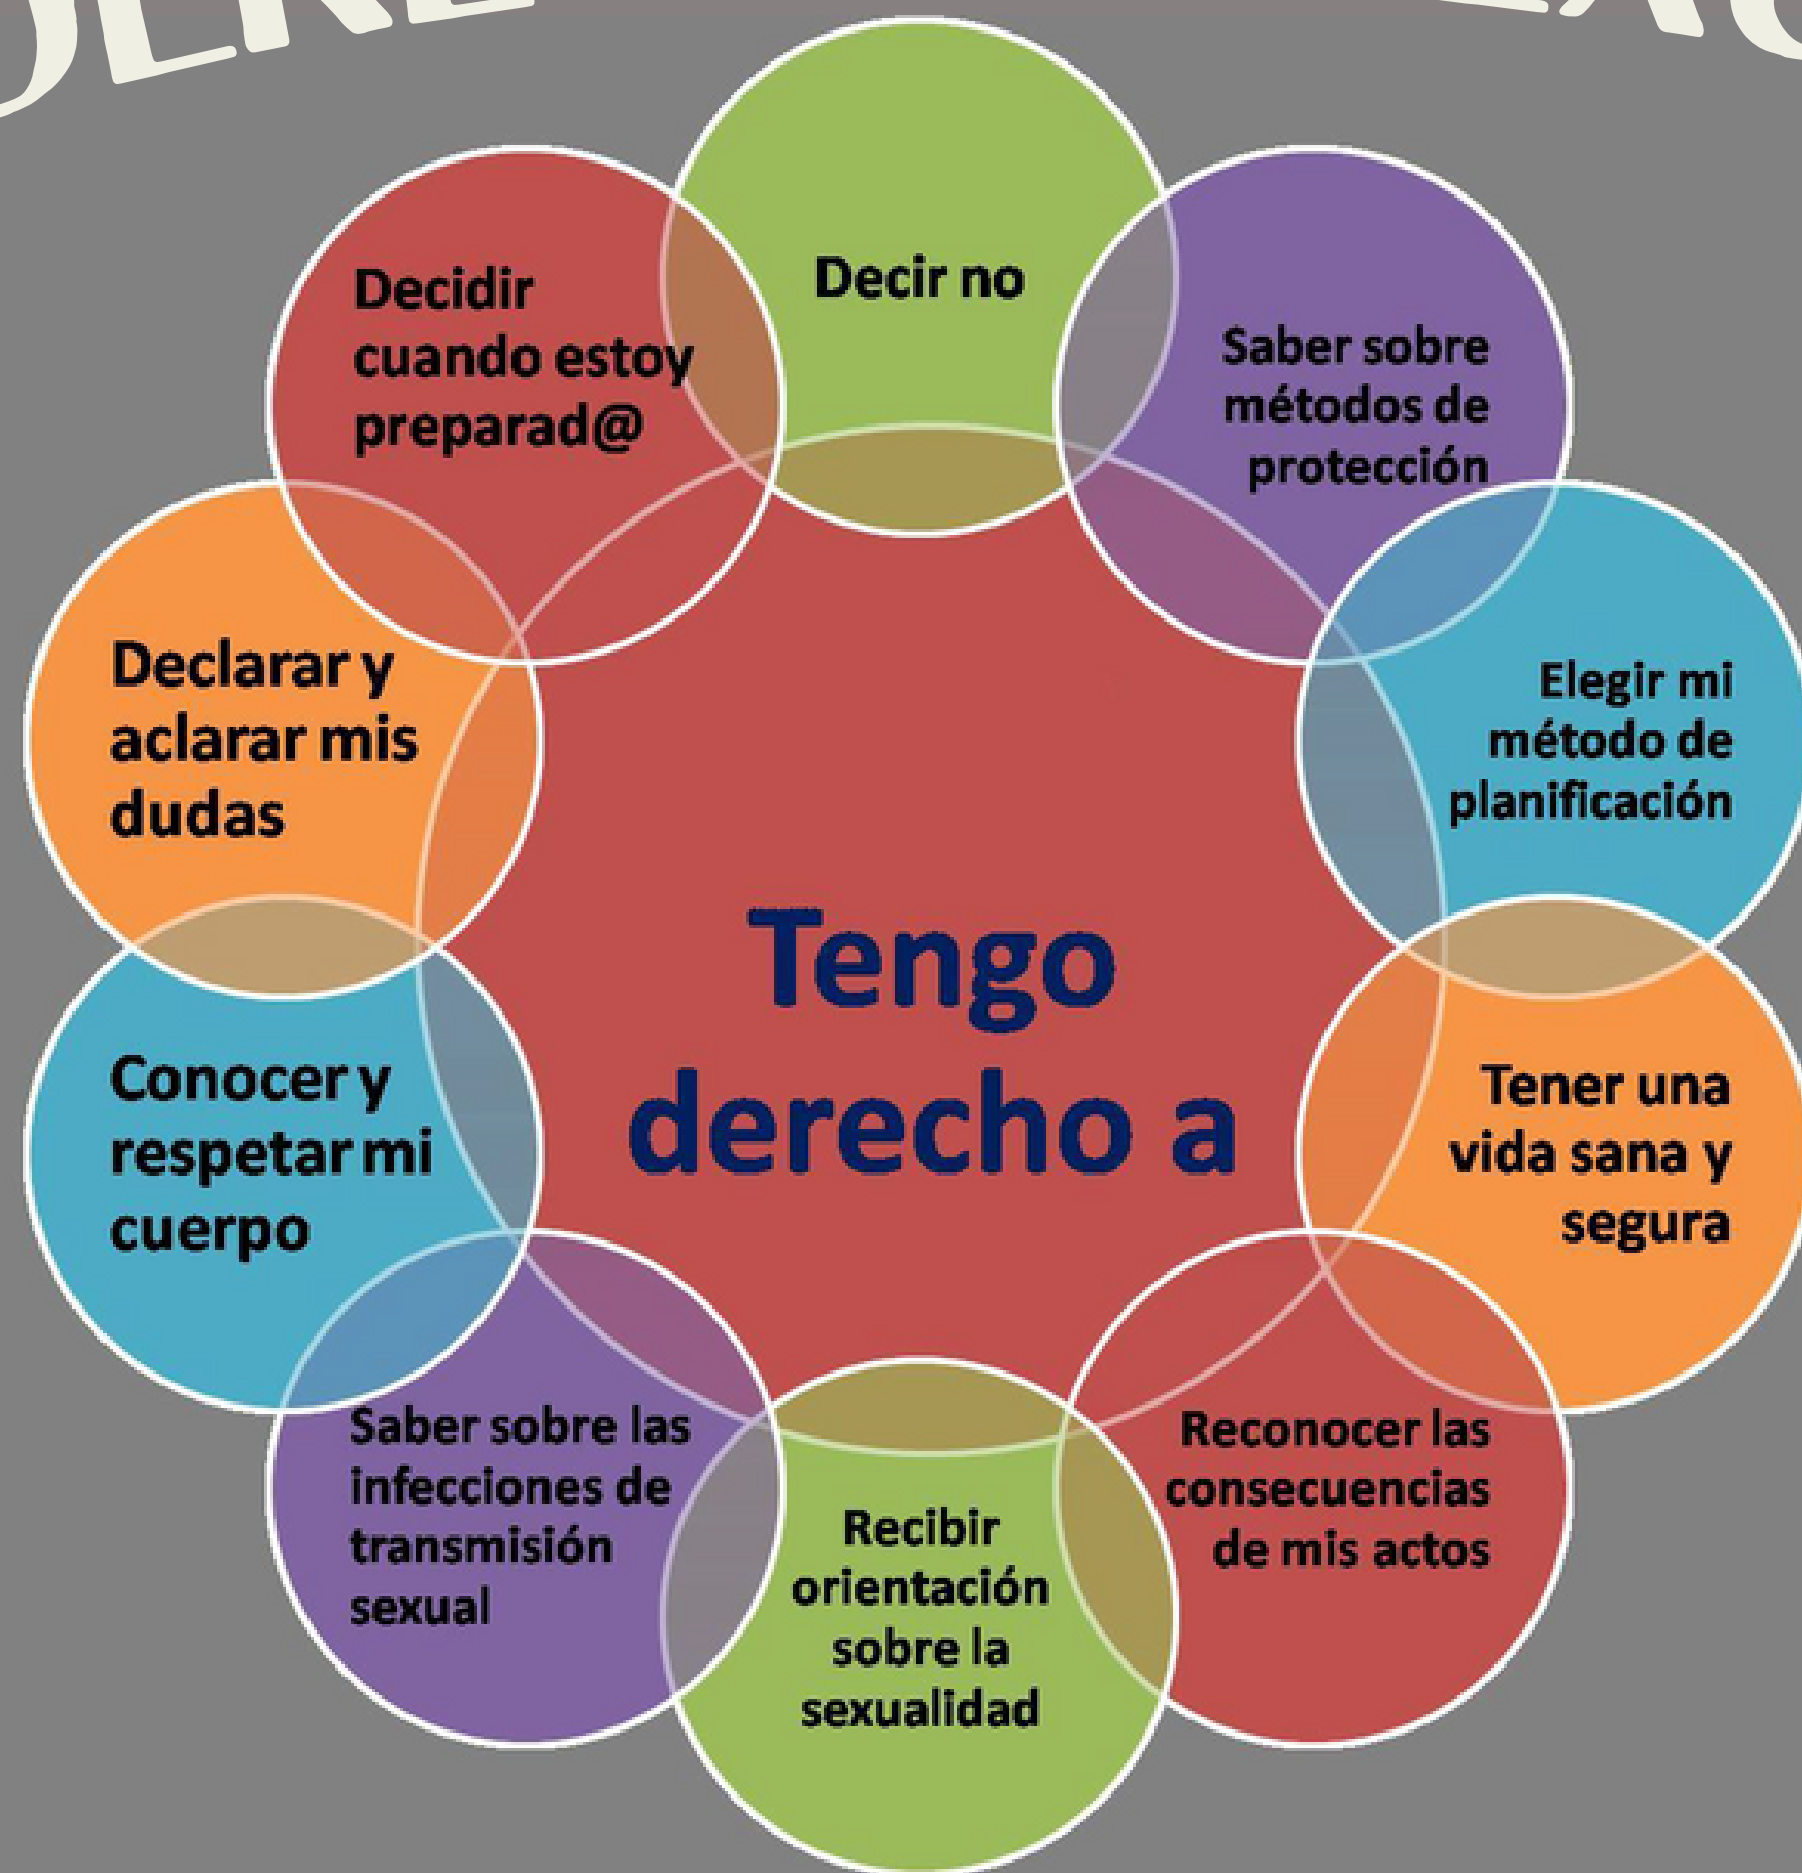 Decir no
Saber sobre
métodos de
protección
Elegir mi
método de
planificación
Tener una
vida sana y
segura
Reconocer las
consecuencias
de mis actos
Recibir
orientación
sobre la
sexualidad
Saber sobre las
infecciones de
transmisión
sexual
Conocer y
respetar mi
cuerpo
Declarar y
aclarar mis
dudas
Decidir
cuando estoy
preparad@
Tengo
derecho a